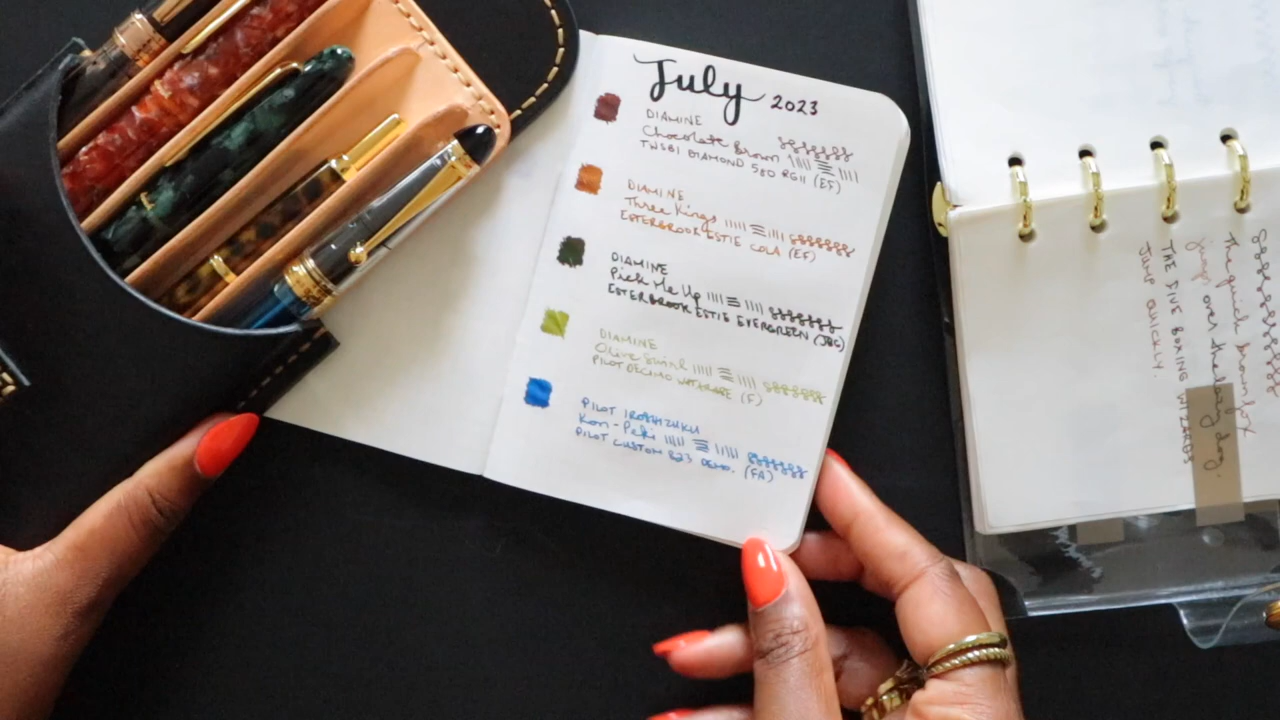 July 2023
DIAMINE
Chocolate Brown
TWSBI DIAMOND 580 RGII (EF)
DIAMINE
Three Kings
ESTERBROOK ESTIE COLA (EF)
DIAMINE
Pick Me Up
ESTERBROOK ESTIE EVERGREEN (JBG)
DIAMINE
Olive Swirl
PILOT DECIMO (F)
PILOT IROSHIZUKU
Kon-Peki
PILOT CUSTOM 823 DEMO. (FA)
The quick brown fox
jumps over the lazy dog.
THE FIVE BOXING WIZARDS
JUMP QUICKLY.